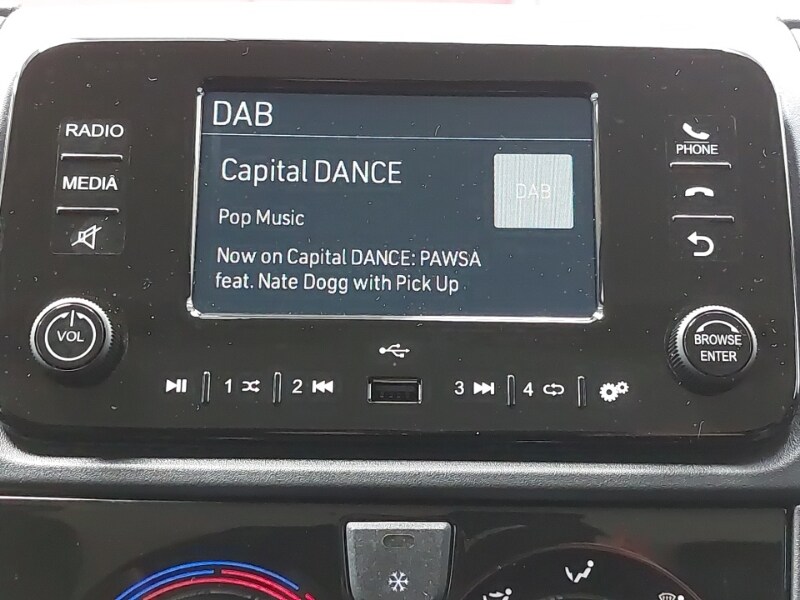 DAB
RADIO
MEDIA
VOL
Capital DANCE
DAB
Pop Music
Now on Capital DANCE: PAWSA
feat. Nate Dogg with Pick Up
PHONE
BROWSE
ENTER
1
2
3
4